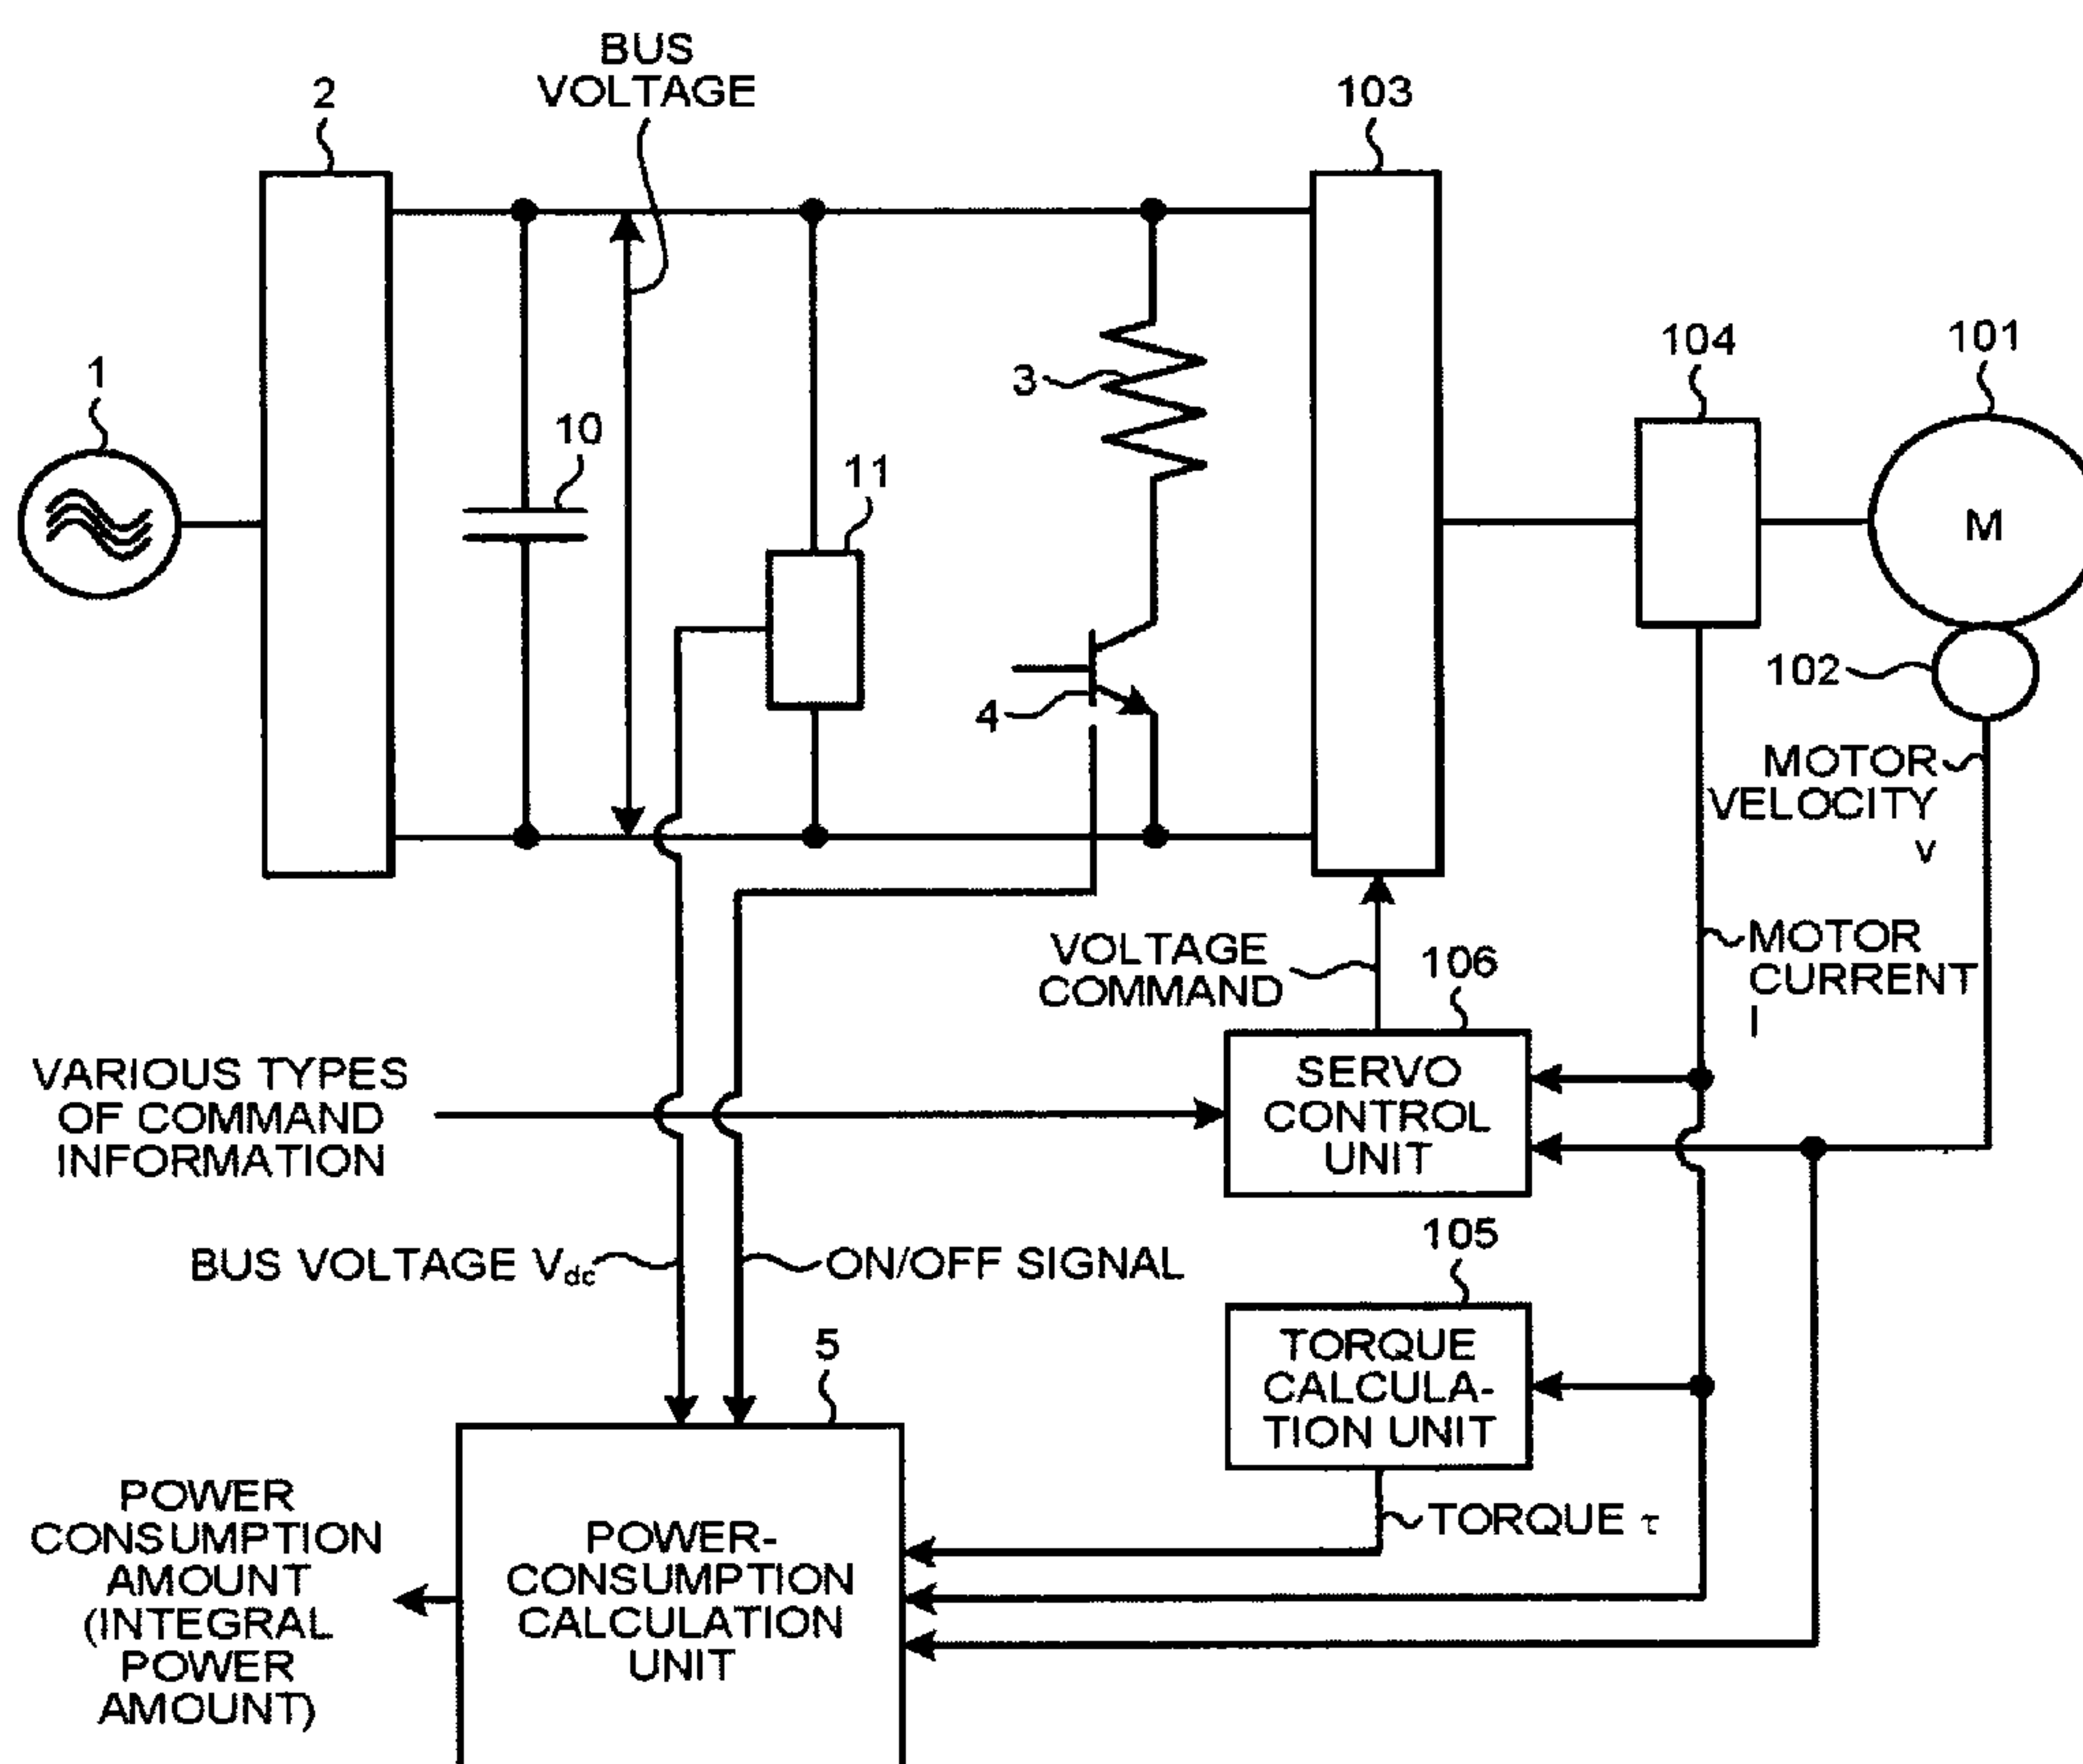 BUS
VOLTAGE
2
103
1
10
11
3
4
104
101
M
102
MOTOR
VELOCITY
v
MOTOR
CURRENT
I
VOLTAGE
COMMAND
106
SERVO
CONTROL
UNIT
VARIOUS TYPES
OF COMMAND
INFORMATION
BUS VOLTAGE Vdc
ON/OFF SIGNAL
105
TORQUE
CALCULA-
TION UNIT
TORQUE τ
5
POWER-
CONSUMPTION
CALCULATION
UNIT
POWER
CONSUMPTION
AMOUNT
(INTEGRAL
POWER
AMOUNT)